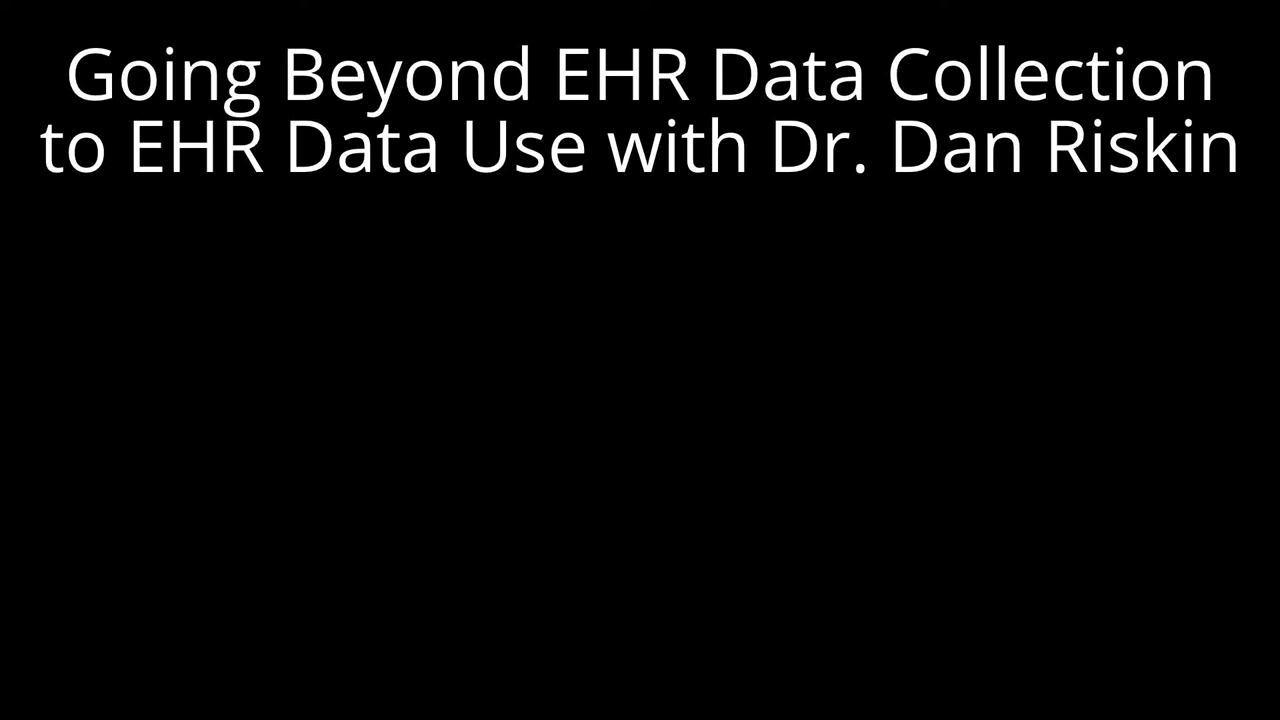 Going Beyond EHR Data Collection
to EHR Data Use with Dr. Dan Riskin